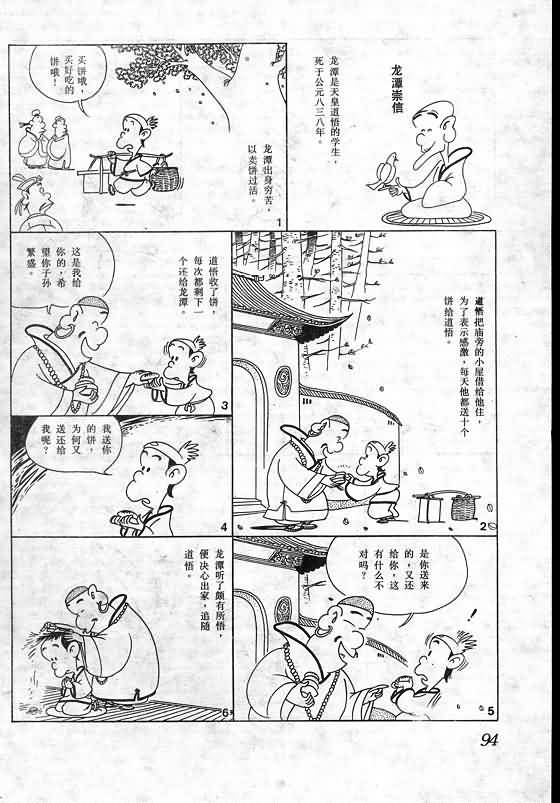 龙潭崇信
龙潭是天皇道悟的学生，
死于公元八三八年。
买饼哦，
买好吃的
饼哦！
龙潭出身穷苦，
以卖饼过活。
1
道悟把庙旁的小屋借给他住，
为了表示感激，每天他都送十个
饼给道悟。
2
道悟收了饼，
每次都剩下一
个还给龙潭。
这是我给
你的，希
望你子孙
繁盛。
3
我送你
的饼，
为何又
送还给
我呢？
4
是你送来
的，又还
给你，这
有什么不
对吗？
5
龙潭听了颇有所悟，
便决心出家，追随
道悟。
6
94